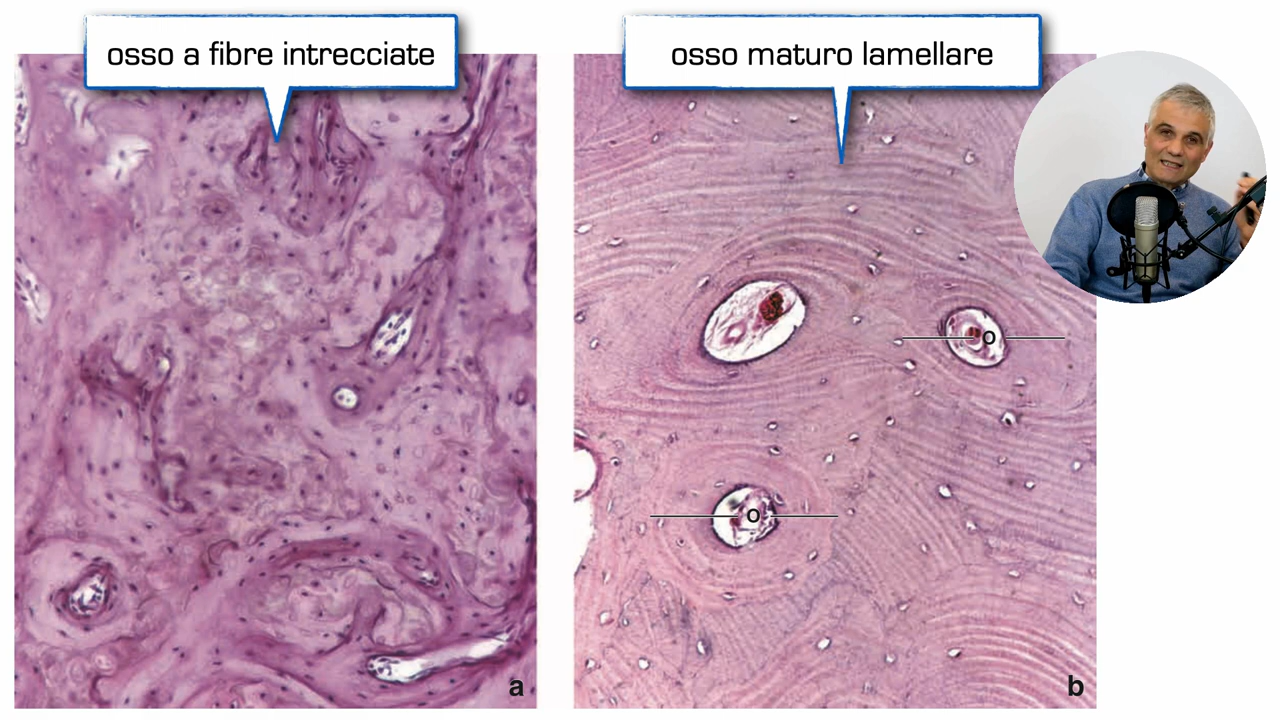 osso a fibre intrecciate
osso maturo lamellare
o
o
a
b